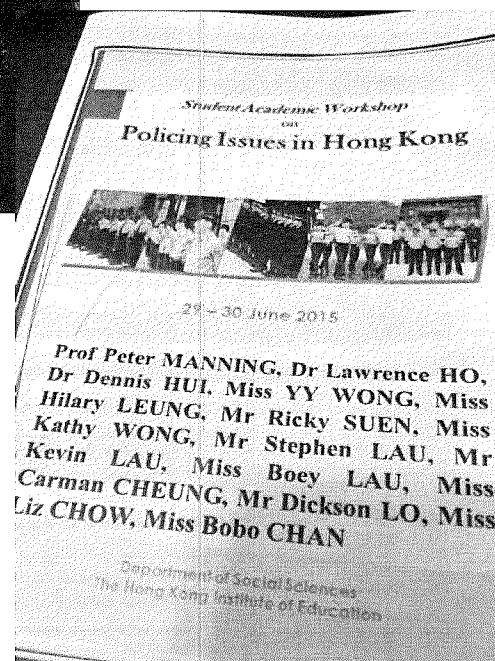 Student Academic Workshop
on
Policing Issues in Hong Kong
29 – 30 June 2015
Prof Peter MANNING, Dr Lawrence HO,
Dr Dennis HUI, Miss YY WONG, Miss
Hilary LEUNG, Mr Ricky SUEN, Miss
Kathy WONG, Mr Stephen LAU, Mr
Kevin LAU, Miss Boey LAU, Miss
Carman CHEUNG, Mr Dickson LO, Miss
Liz CHOW, Miss Bobo CHAN
Department of Social Sciences
The Hong Kong Institute of Education